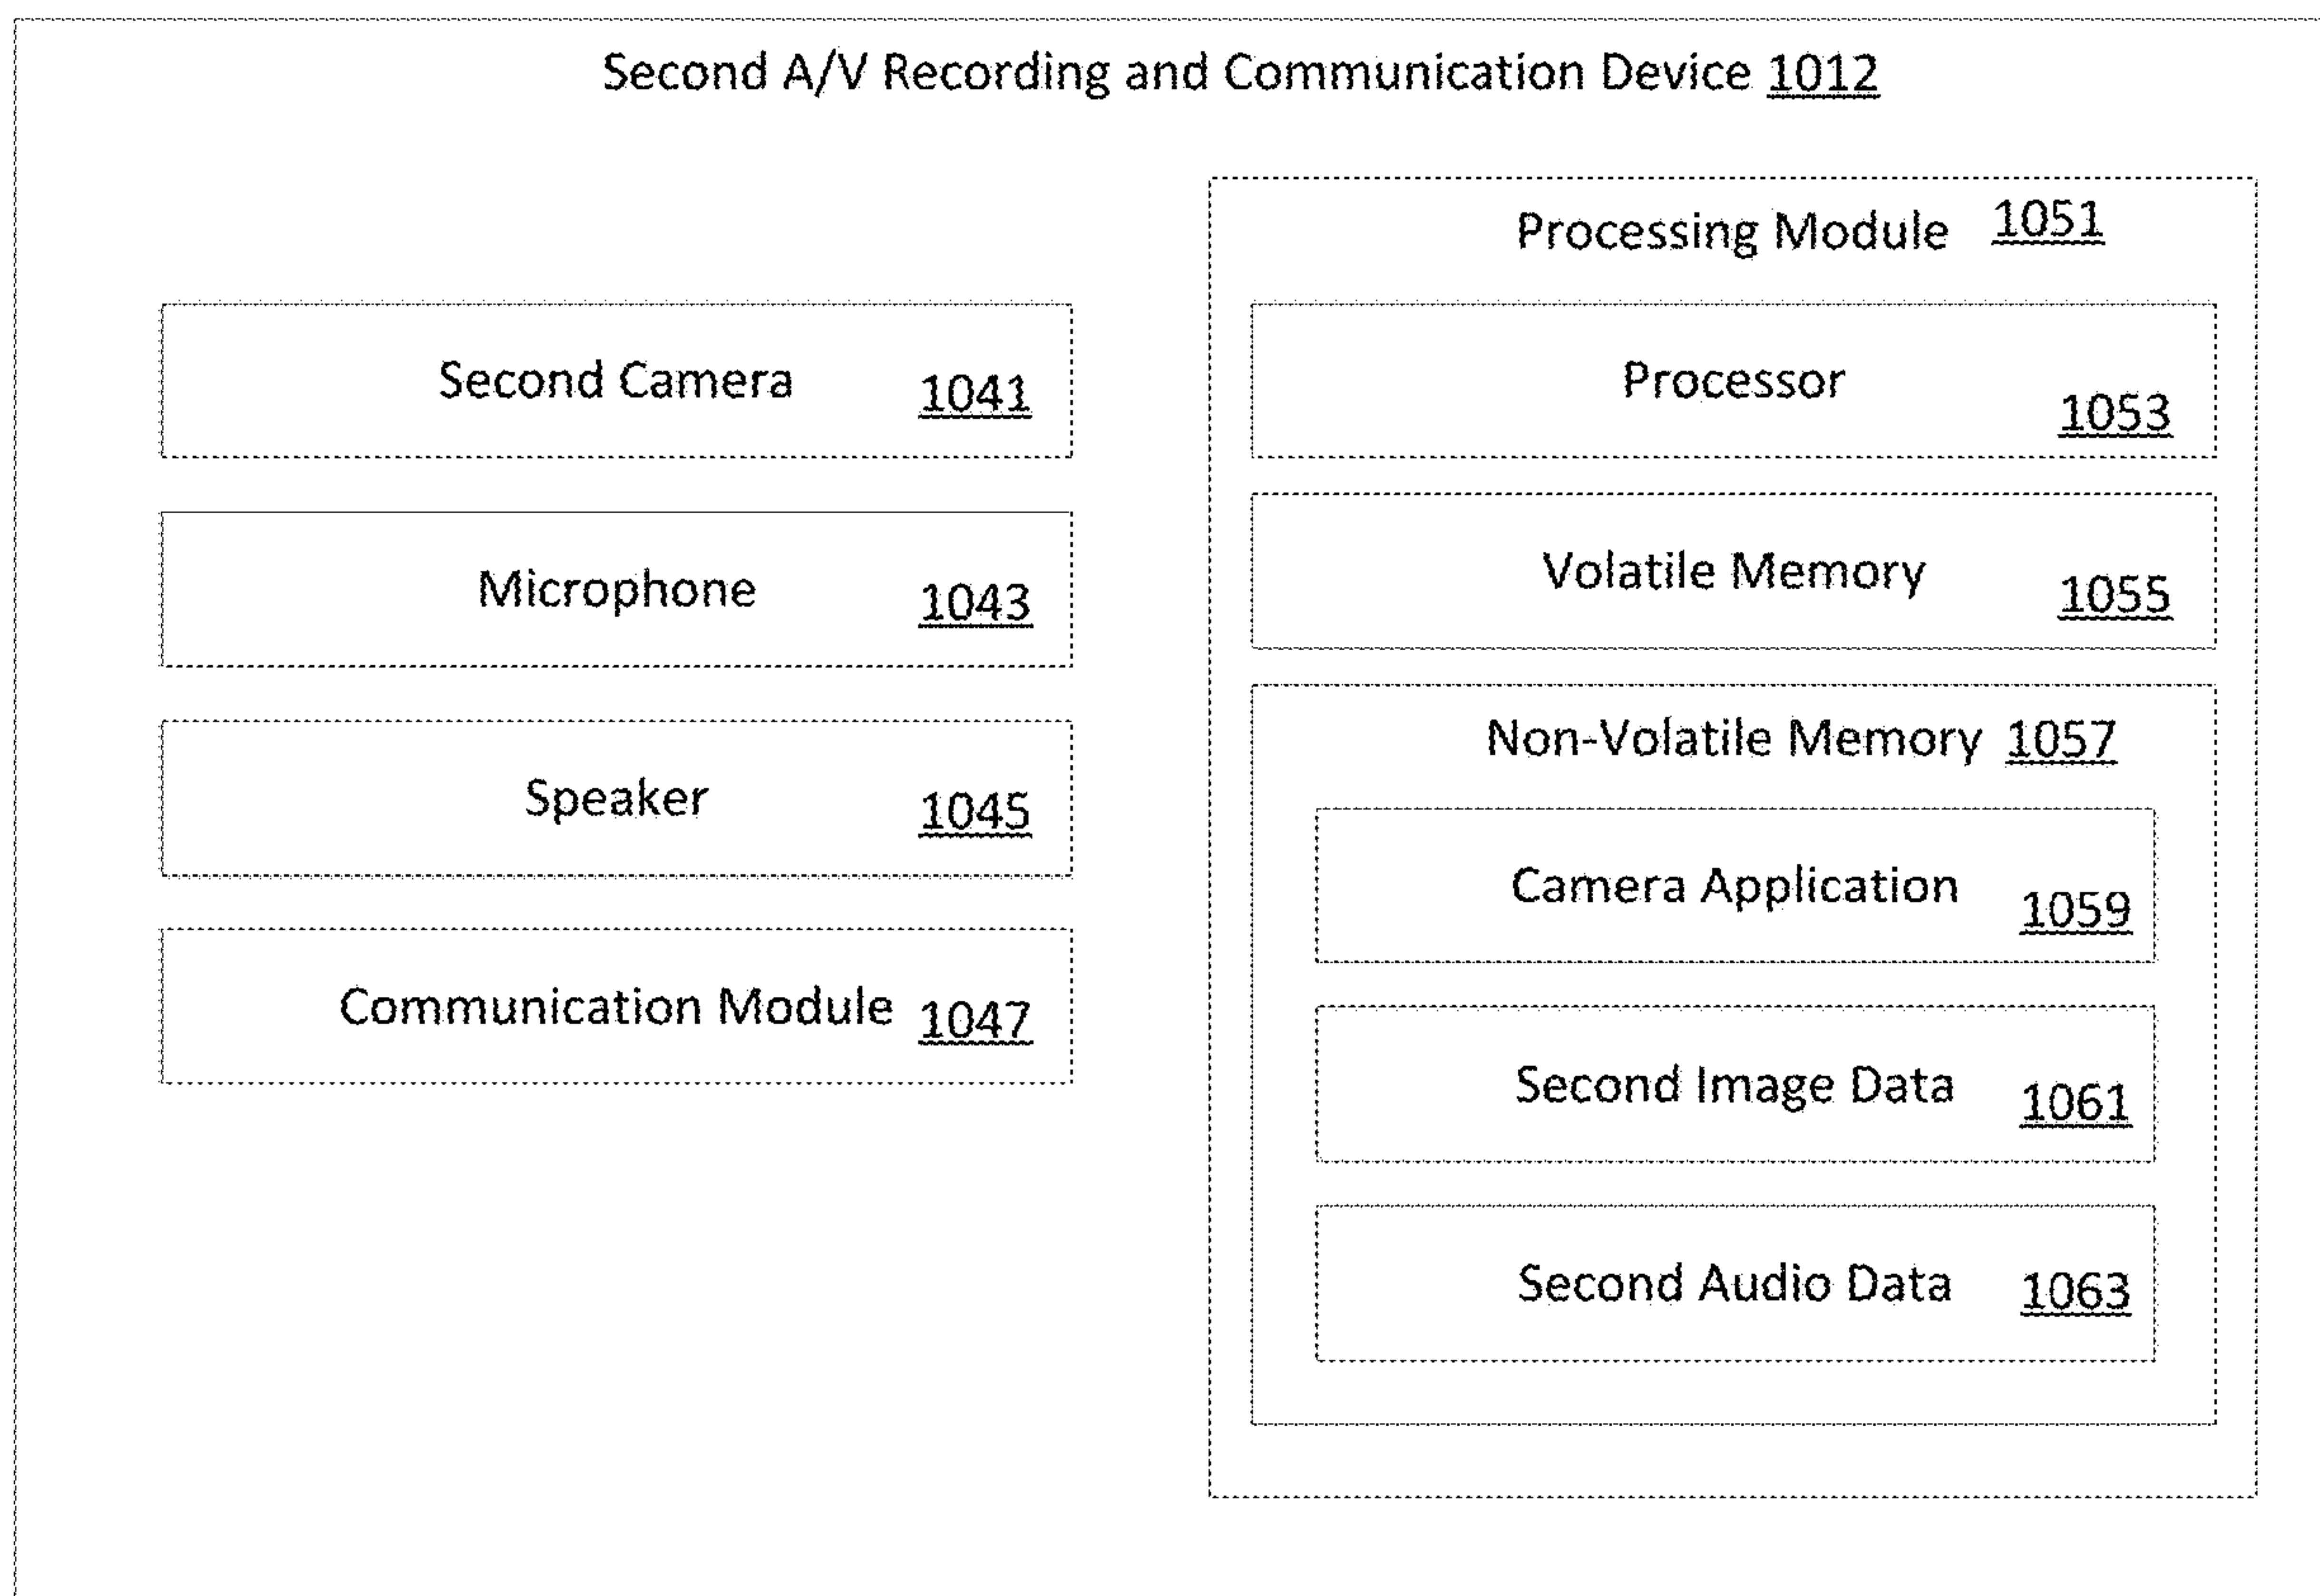 Second A/V Recording and Communication Device 1012
Second Camera 1041
Microphone 1043
Speaker 1045
Communication Module 1047
Processing Module 1051
Processor 1053
Volatile Memory 1055
Non-Volatile Memory 1057
Camera Application 1059
Second Image Data 1061
Second Audio Data 1063